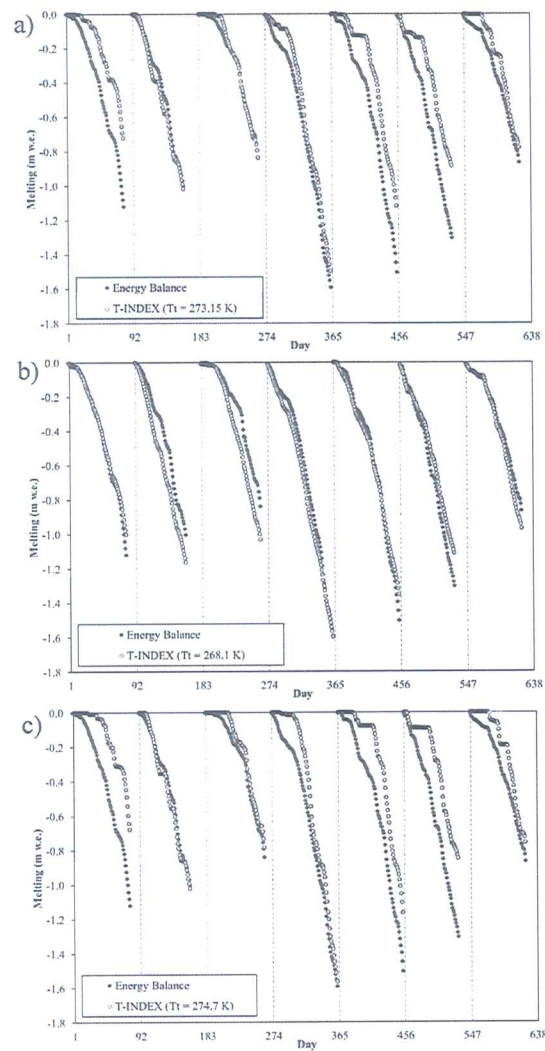 a)
0,0
-0.2
-0.4
-0.6
-0.8
-1.0
-1.2
-1.4
-1.6
-1.8
Melting (m w.e.)
Energy Balance
T-INDEX (Tt = 273.15 K)
1 92 183 274 365 456 547 638
Day
b)
0.0
-0.2
-0.4
-0.6
-0.8
-1.0
-1.2
-1.4
-1.6
-1.8
Melting (m w.e.)
Energy Balance
T-INDEX (Tt = 268.1 K)
1 92 183 274 365 456 547 638
Day
c)
0.0
-0.2
-0.4
-0.6
-0.8
-1.0
-1.2
-1.4
-1.6
-1.8
Melting (m w.e.)
Energy Balance
T-INDEX (Tt = 274.7 K)
1 92 183 274 365 456 547 638
Day